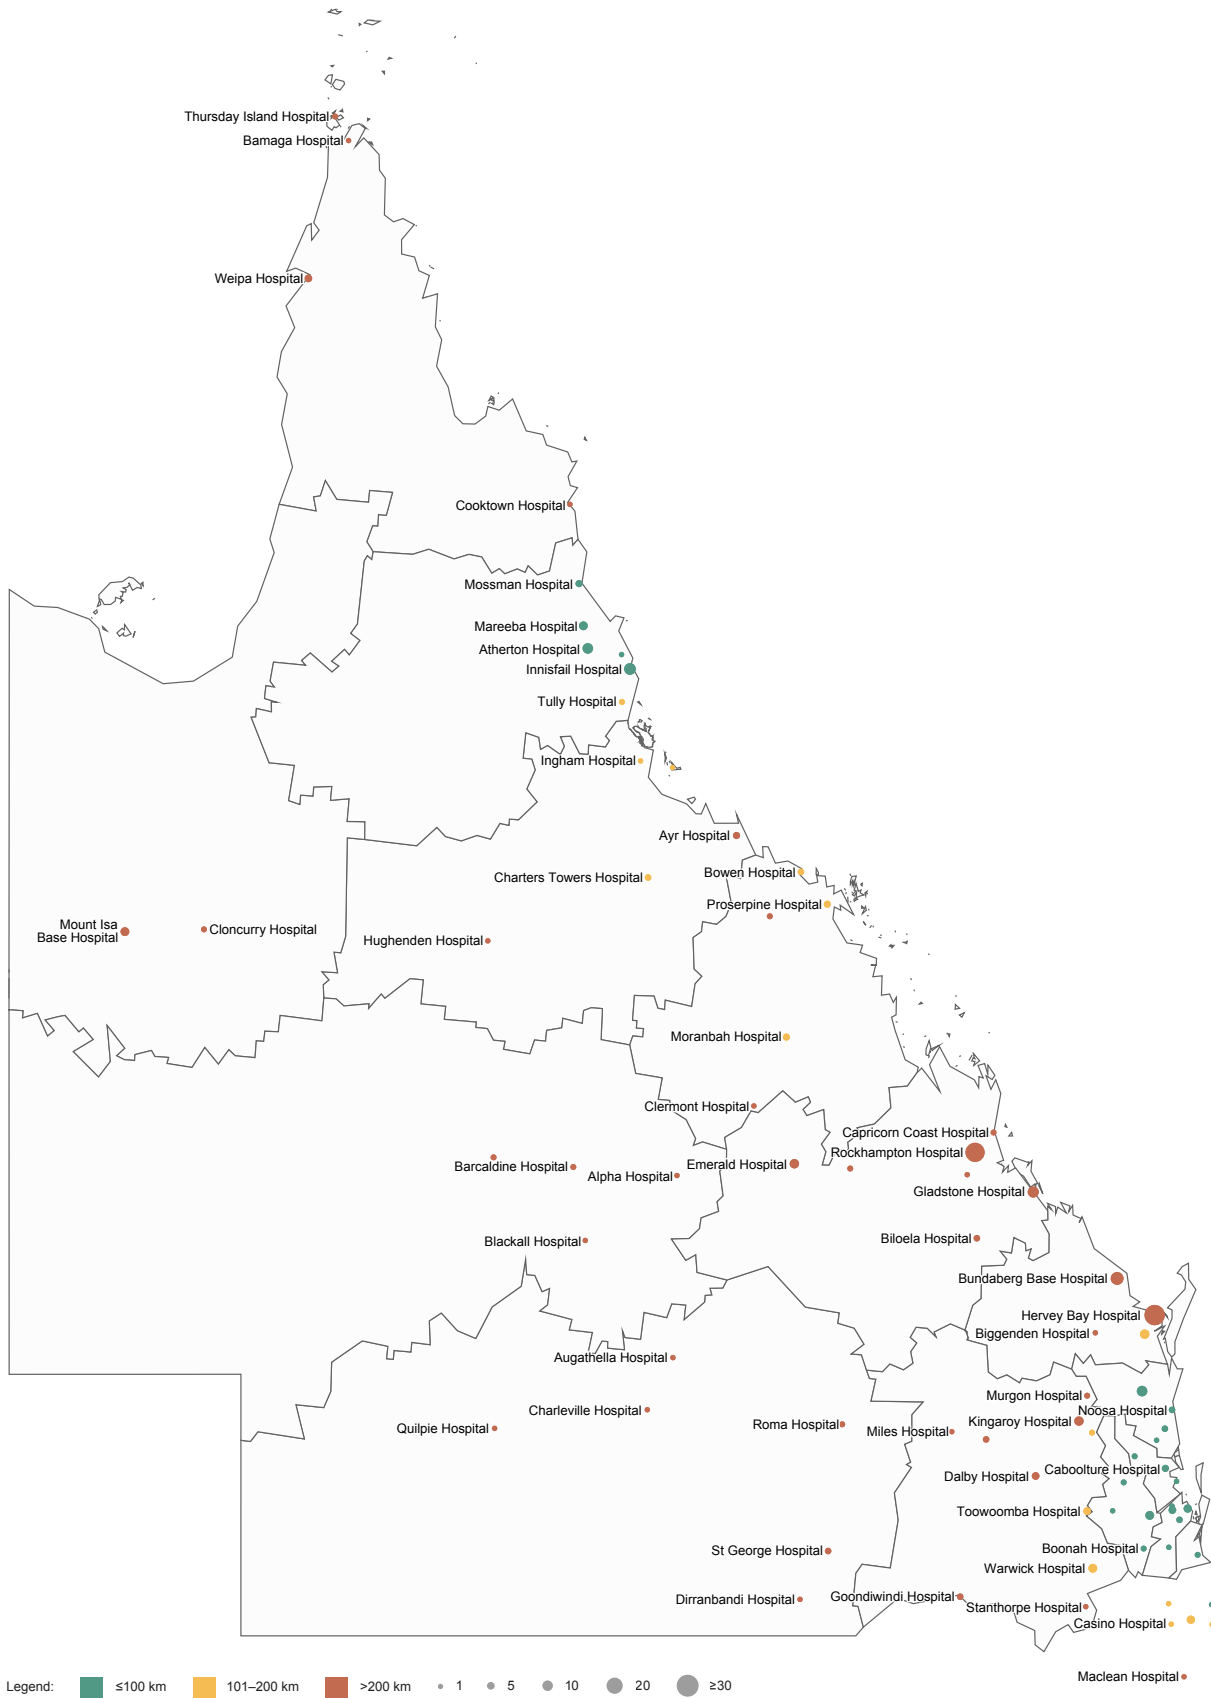 Thursday Island Hospital
Bamaga Hospital
Weipa Hospital
Cooktown Hospital
Mossman Hospital
Mareeba Hospital
Atherton Hospital
Innisfail Hospital
Tully Hospital
Ingham Hospital
Ayr Hospital
Bowen Hospital
Charters Towers Hospital
Proserpine Hospital
Mount Isa
Base Hospital
Cloncurry Hospital
Hughenden Hospital
Moranbah Hospital
Clermont Hospital
Capricorn Coast Hospital
Rockhampton Hospital
Emerald Hospital
Barcaldine Hospital
Alpha Hospital
Gladstone Hospital
Biloela Hospital
Blackall Hospital
Bundaberg Base Hospital
Hervey Bay Hospital
Biggenden Hospital
Augathella Hospital
Murgon Hospital
Charleville Hospital
Noosa Hospital
Quilpie Hospital
Roma Hospital
Miles Hospital
Kingaroy Hospital
Caboolture Hospital
Dalby Hospital
Toowoomba Hospital
St George Hospital
Boonah Hospital
Warwick Hospital
Dirranbandi Hospital
Goondiwindi Hospital
Stanthorpe Hospital
Casino Hospital
Maclean Hospital
Legend: ≤100 km 101–200 km >200 km 1 5 10 20 ≥30